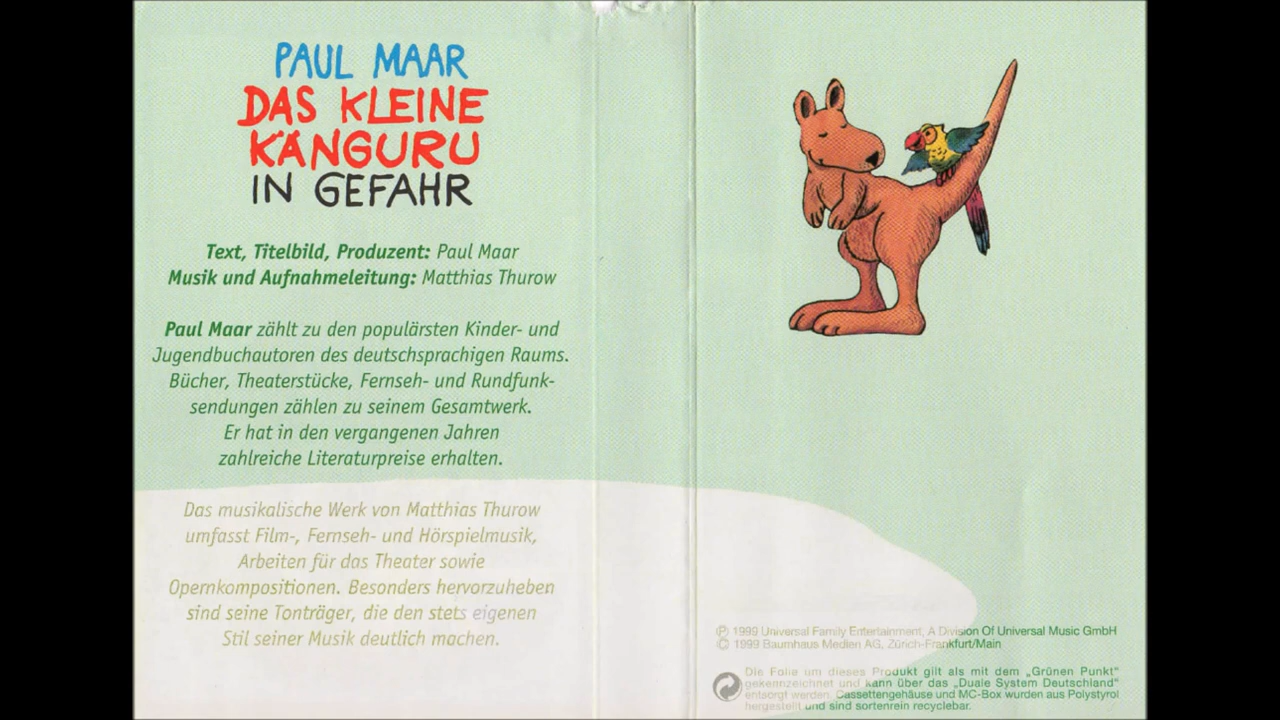 PAUL MAAR
DAS KLEINE
KÄNGURU
IN GEFAHR
Text, Titelbild, Produzent: Paul Maar
Musik und Aufnahmeleitung: Matthias Thurow
Paul Maar zählt zu den populärsten Kinder- und
Jugendbuchautoren des deutschsprachigen Raums.
Bücher, Theaterstücke, Fernseh- und Rundfunk-
sendungen zählen zu seinem Gesamtwerk.
Er hat in den vergangenen Jahren
zahlreiche Literaturpreise erhalten.
Das musikalische Werk von Matthias Thurow
umfasst Film-, Fernseh- und Hörspielmusik,
Arbeiten für das Theater sowie
Opernkompositionen. Besonders hervorzuheben
sind seine Tonträger, die den stets eigenen
Stil seiner Musik deutlich machen.
℗ 1999 Universal Family Entertainment, A Division Of Universal Music GmbH
© 1999 Baumhaus Medien AG, Zürich-Frankfurt/Main
Die Folie um dieses Produkt gilt als mit dem „Grünen Punkt“
gekennzeichnet und kann über das „Duale System Deutschland“
entsorgt werden. Cassettengehäuse und MC-Box wurden aus Polystyrol
hergestellt und sind sortenrein recyclebar.